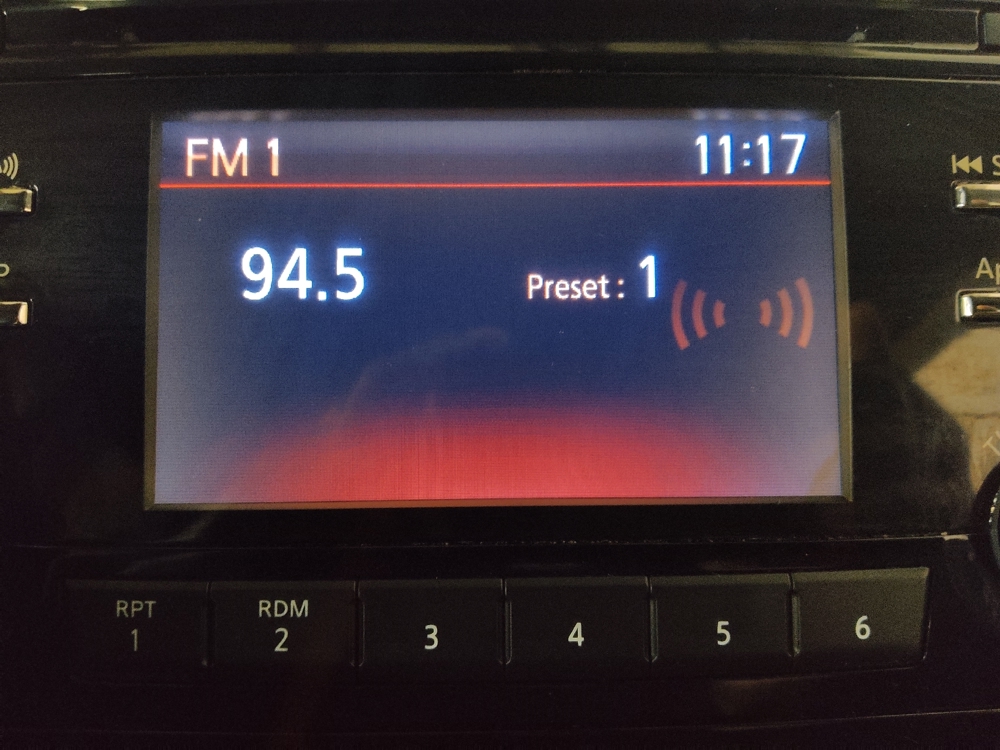 FM 1 11:17
94.5 Preset : 1
RPT RDM
1 2 3 4 5 6